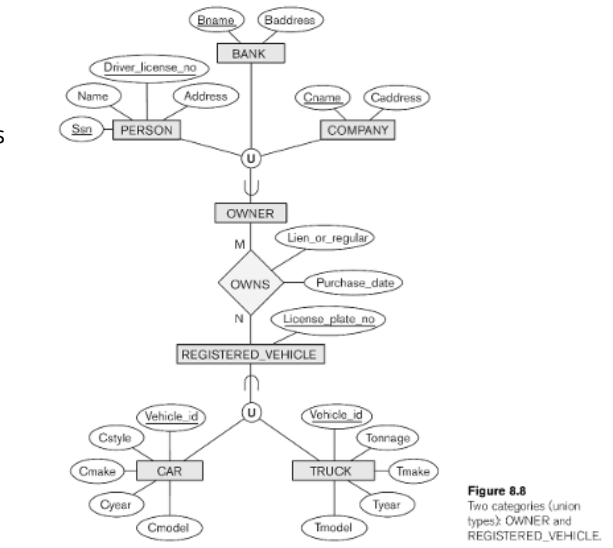 Bname
Baddress
BANK
Driver_license_no
Name
Address
Cname
Caddress
s
Ssn
PERSON
COMPANY
U
OWNER
M
Lien_or_regular
OWNS
Purchase_date
N
License_plate_no
REGISTERED_VEHICLE
U
Vehicle_id
Vehicle_id
Cstyle
Tonnage
Cmake
CAR
TRUCK
Tmake
Cyear
Tyear
Cmodel
Tmodel
Figure 8.8
Two categories (union
types): OWNER and
REGISTERED_VEHICLE.